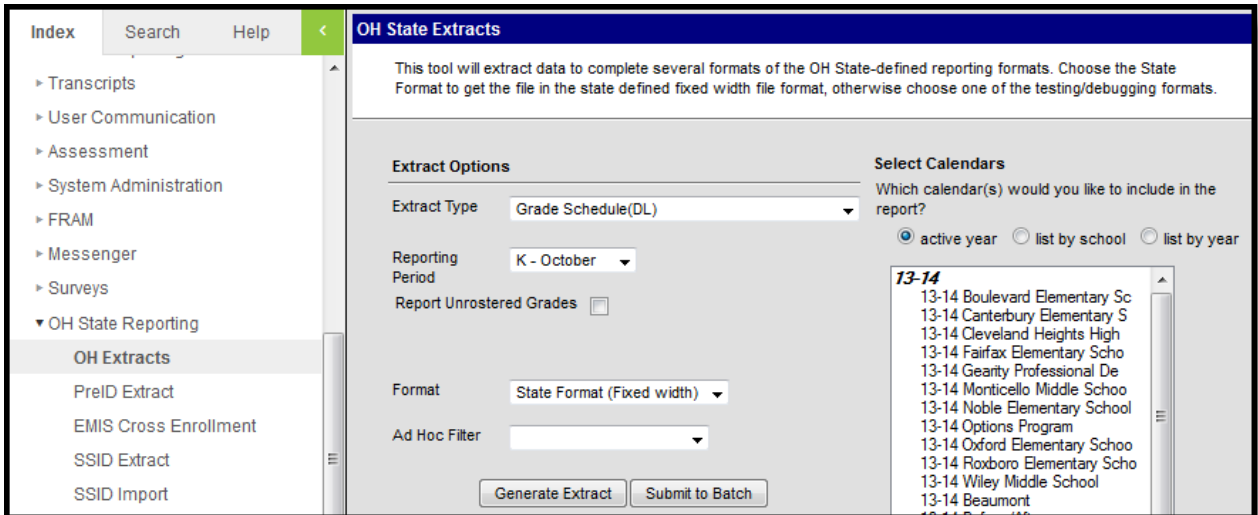 Index Search Help <
Transcripts
User Communication
Assessment
System Administration
FRAM
Messenger
Surveys
OH State Reporting
OH Extracts
PreID Extract
EMIS Cross Enrollment
SSID Extract
SSID Import
OH State Extracts
This tool will extract data to complete several formats of the OH State-defined reporting formats. Choose the State
Format to get the file in the state defined fixed width file format, otherwise choose one of the testing/debugging formats.
Extract Options
Extract Type Grade Schedule(DL)
Reporting
Period
K - October
Report Unrostered Grades
Format State Format (Fixed width)
Ad Hoc Filter
Generate Extract Submit to Batch
Select Calendars
Which calendar(s) would you like to include in the
report?
active year list by school list by year
13-14
13-14 Boulevard Elementary Sc
13-14 Canterbury Elementary S
13-14 Cleveland Heights High
13-14 Fairfax Elementary Scho
13-14 Gearity Professional De
13-14 Monticello Middle Schoo
13-14 Noble Elementary School
13-14 Options Program
13-14 Oxford Elementary Schoo
13-14 Roxboro Elementary Scho
13-14 Wiley Middle School
13-14 Beaumont